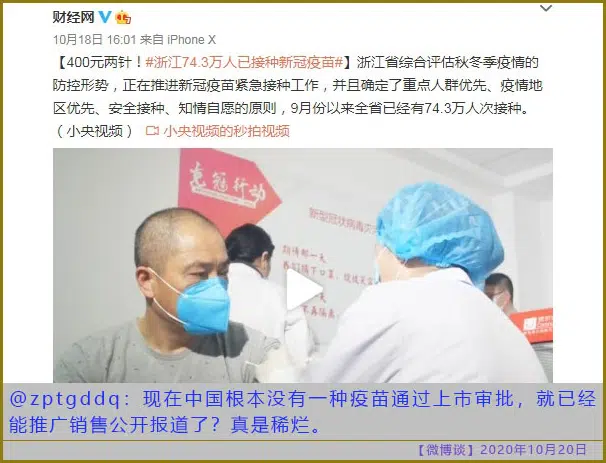 财经网
10月18日 16:01 来自 iPhone X
【400元两针！#浙江74.3万人已接种新冠疫苗#】浙江省综合评估秋冬季疫情的
防控形势，正在推进新冠疫苗紧急接种工作，并且确定了重点人群优先、疫情地
区优先、安全接种、知情自愿的原则，9月份以来全省已经有74.3万人次接种。
（小央视频） 小央视频的秒拍视频
冠行动
新型冠状病毒灭
@zptgddq：现在中国根本没有一种疫苗通过上市审批，就已经
能推广销售公开报道了？真是稀烂。
【微博谈】2020年10月20日